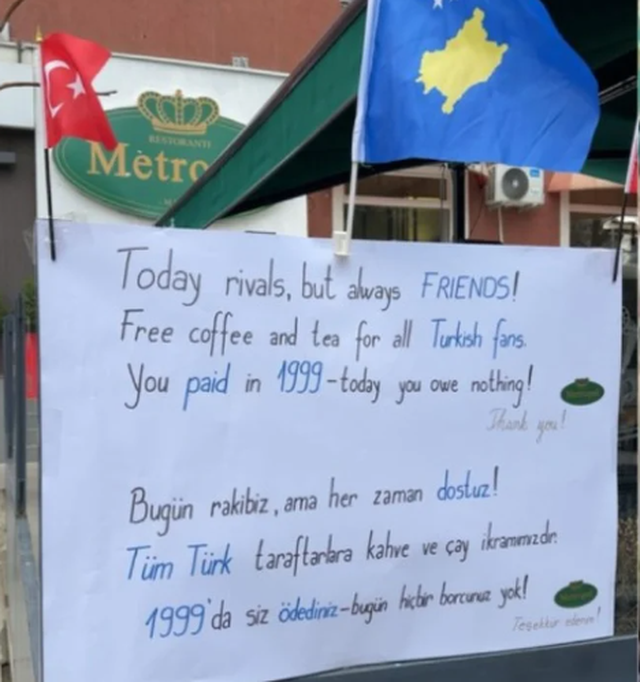 RESTORANTI
Metro
Today rivals, but always FRIENDS!
Free coffee and tea for all Turkish fans.
You paid in 1999-today you owe nothing!
Thank you!
Bugün rakibiz, ama her zaman dostuz!
Tüm Türk taraftarlara kahve ve çay ikramımızdır.
1999'da siz ödediniz-bugün hiçbir borcunuz yok!
Teşekkür ederim!